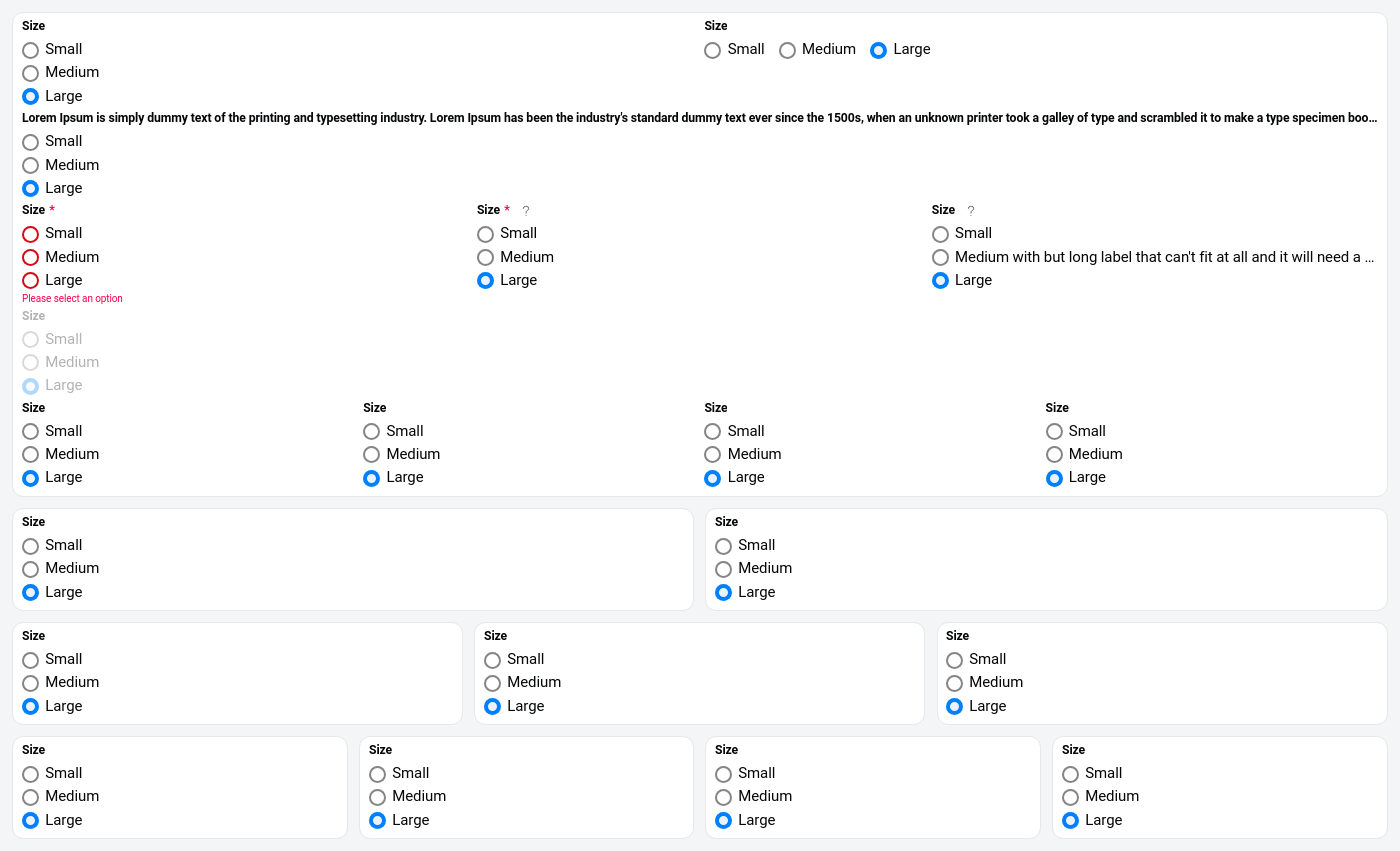 Size
Small
Medium
Large
Size
Small Medium Large
Lorem Ipsum is simply dummy text of the printing and typesetting industry. Lorem Ipsum has been the industry's standard dummy text ever since the 1500s, when an unknown printer took a galley of type and scrambled it to make a type specimen boo...
Small
Medium
Large
Size *
Small
Medium
Large
Please select an option
Size * ?
Small
Medium
Large
Size ?
Small
Medium with but long label that can't fit at all and it will need a ...
Large
Size
Small
Medium
Large
Size
Small
Medium
Large
Size
Small
Medium
Large
Size
Small
Medium
Large
Size
Small
Medium
Large
Size
Small
Medium
Large
Size
Small
Medium
Large
Size
Small
Medium
Large
Size
Small
Medium
Large
Size
Small
Medium
Large
Size
Small
Medium
Large
Size
Small
Medium
Large
Size
Small
Medium
Large
Size
Small
Medium
Large